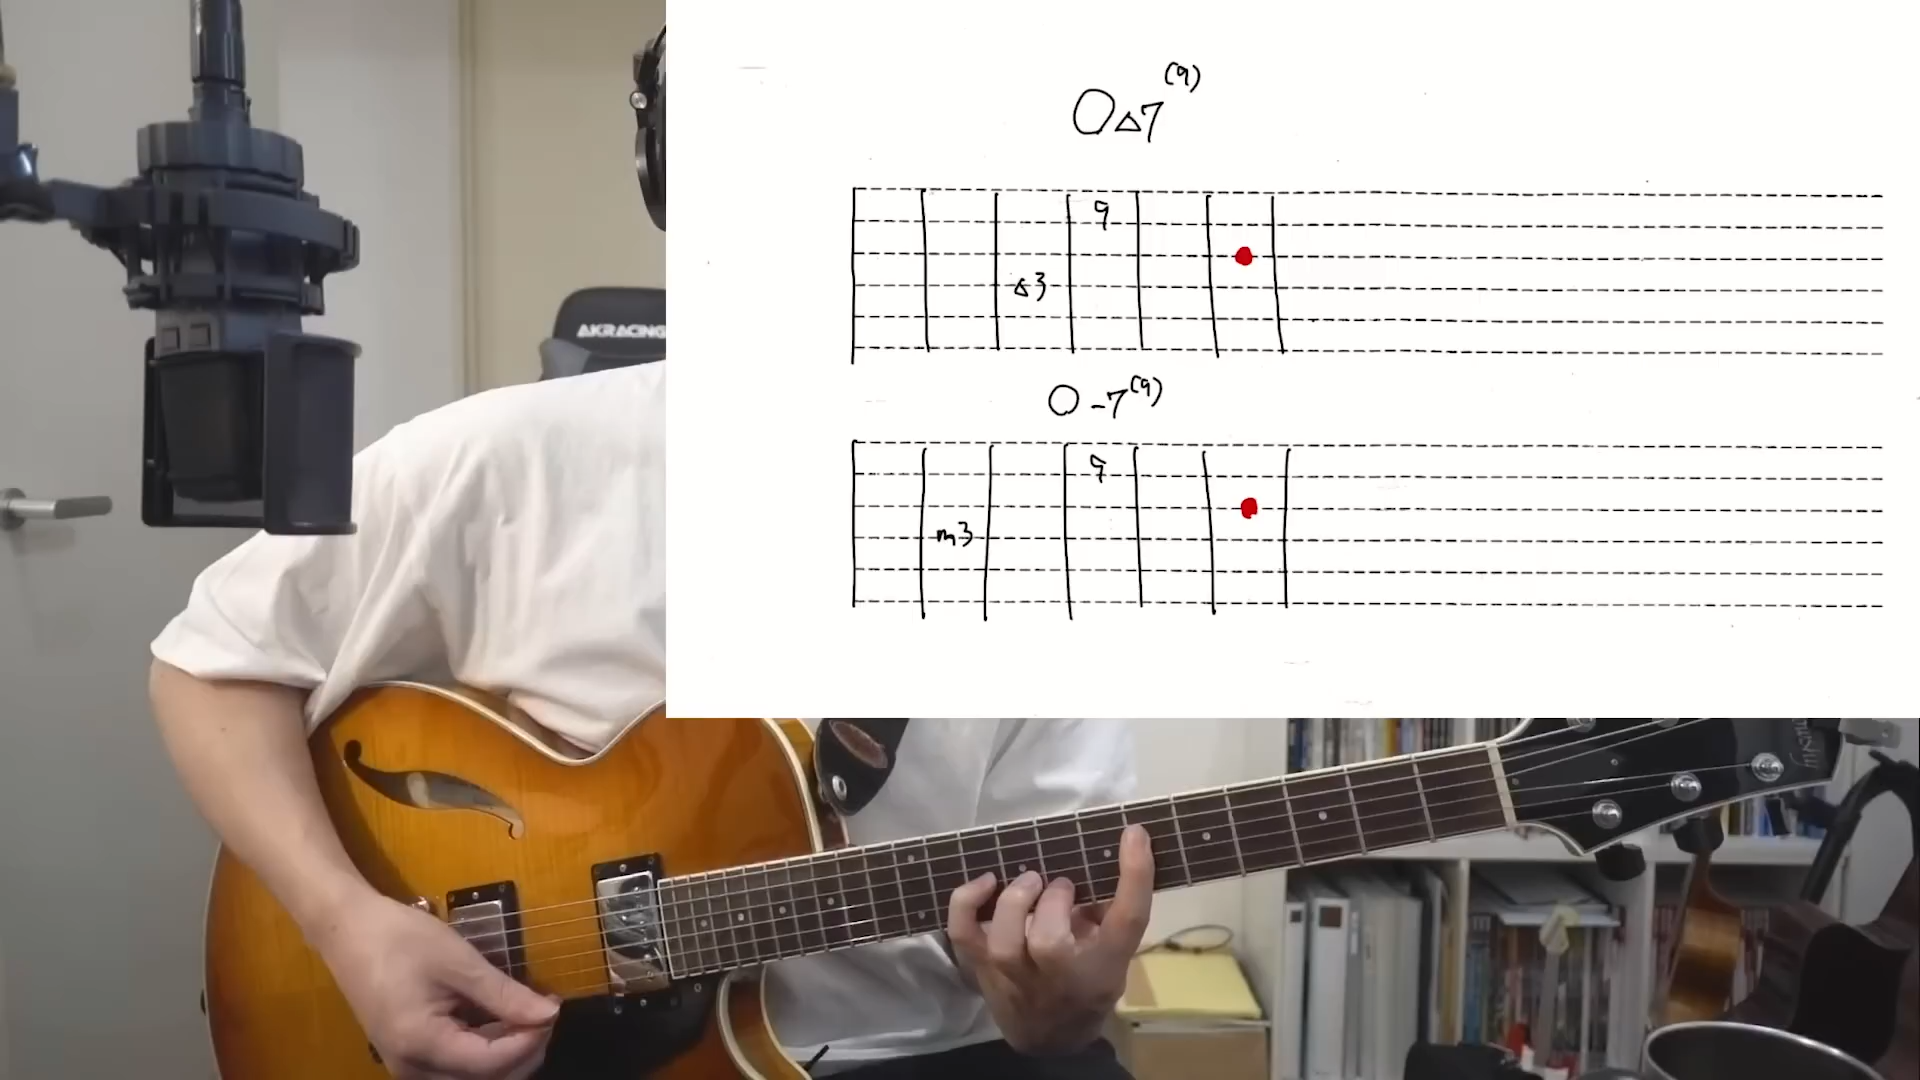 (9)
O△7
9
△3
O-7(9)
9
m3
AKRACING